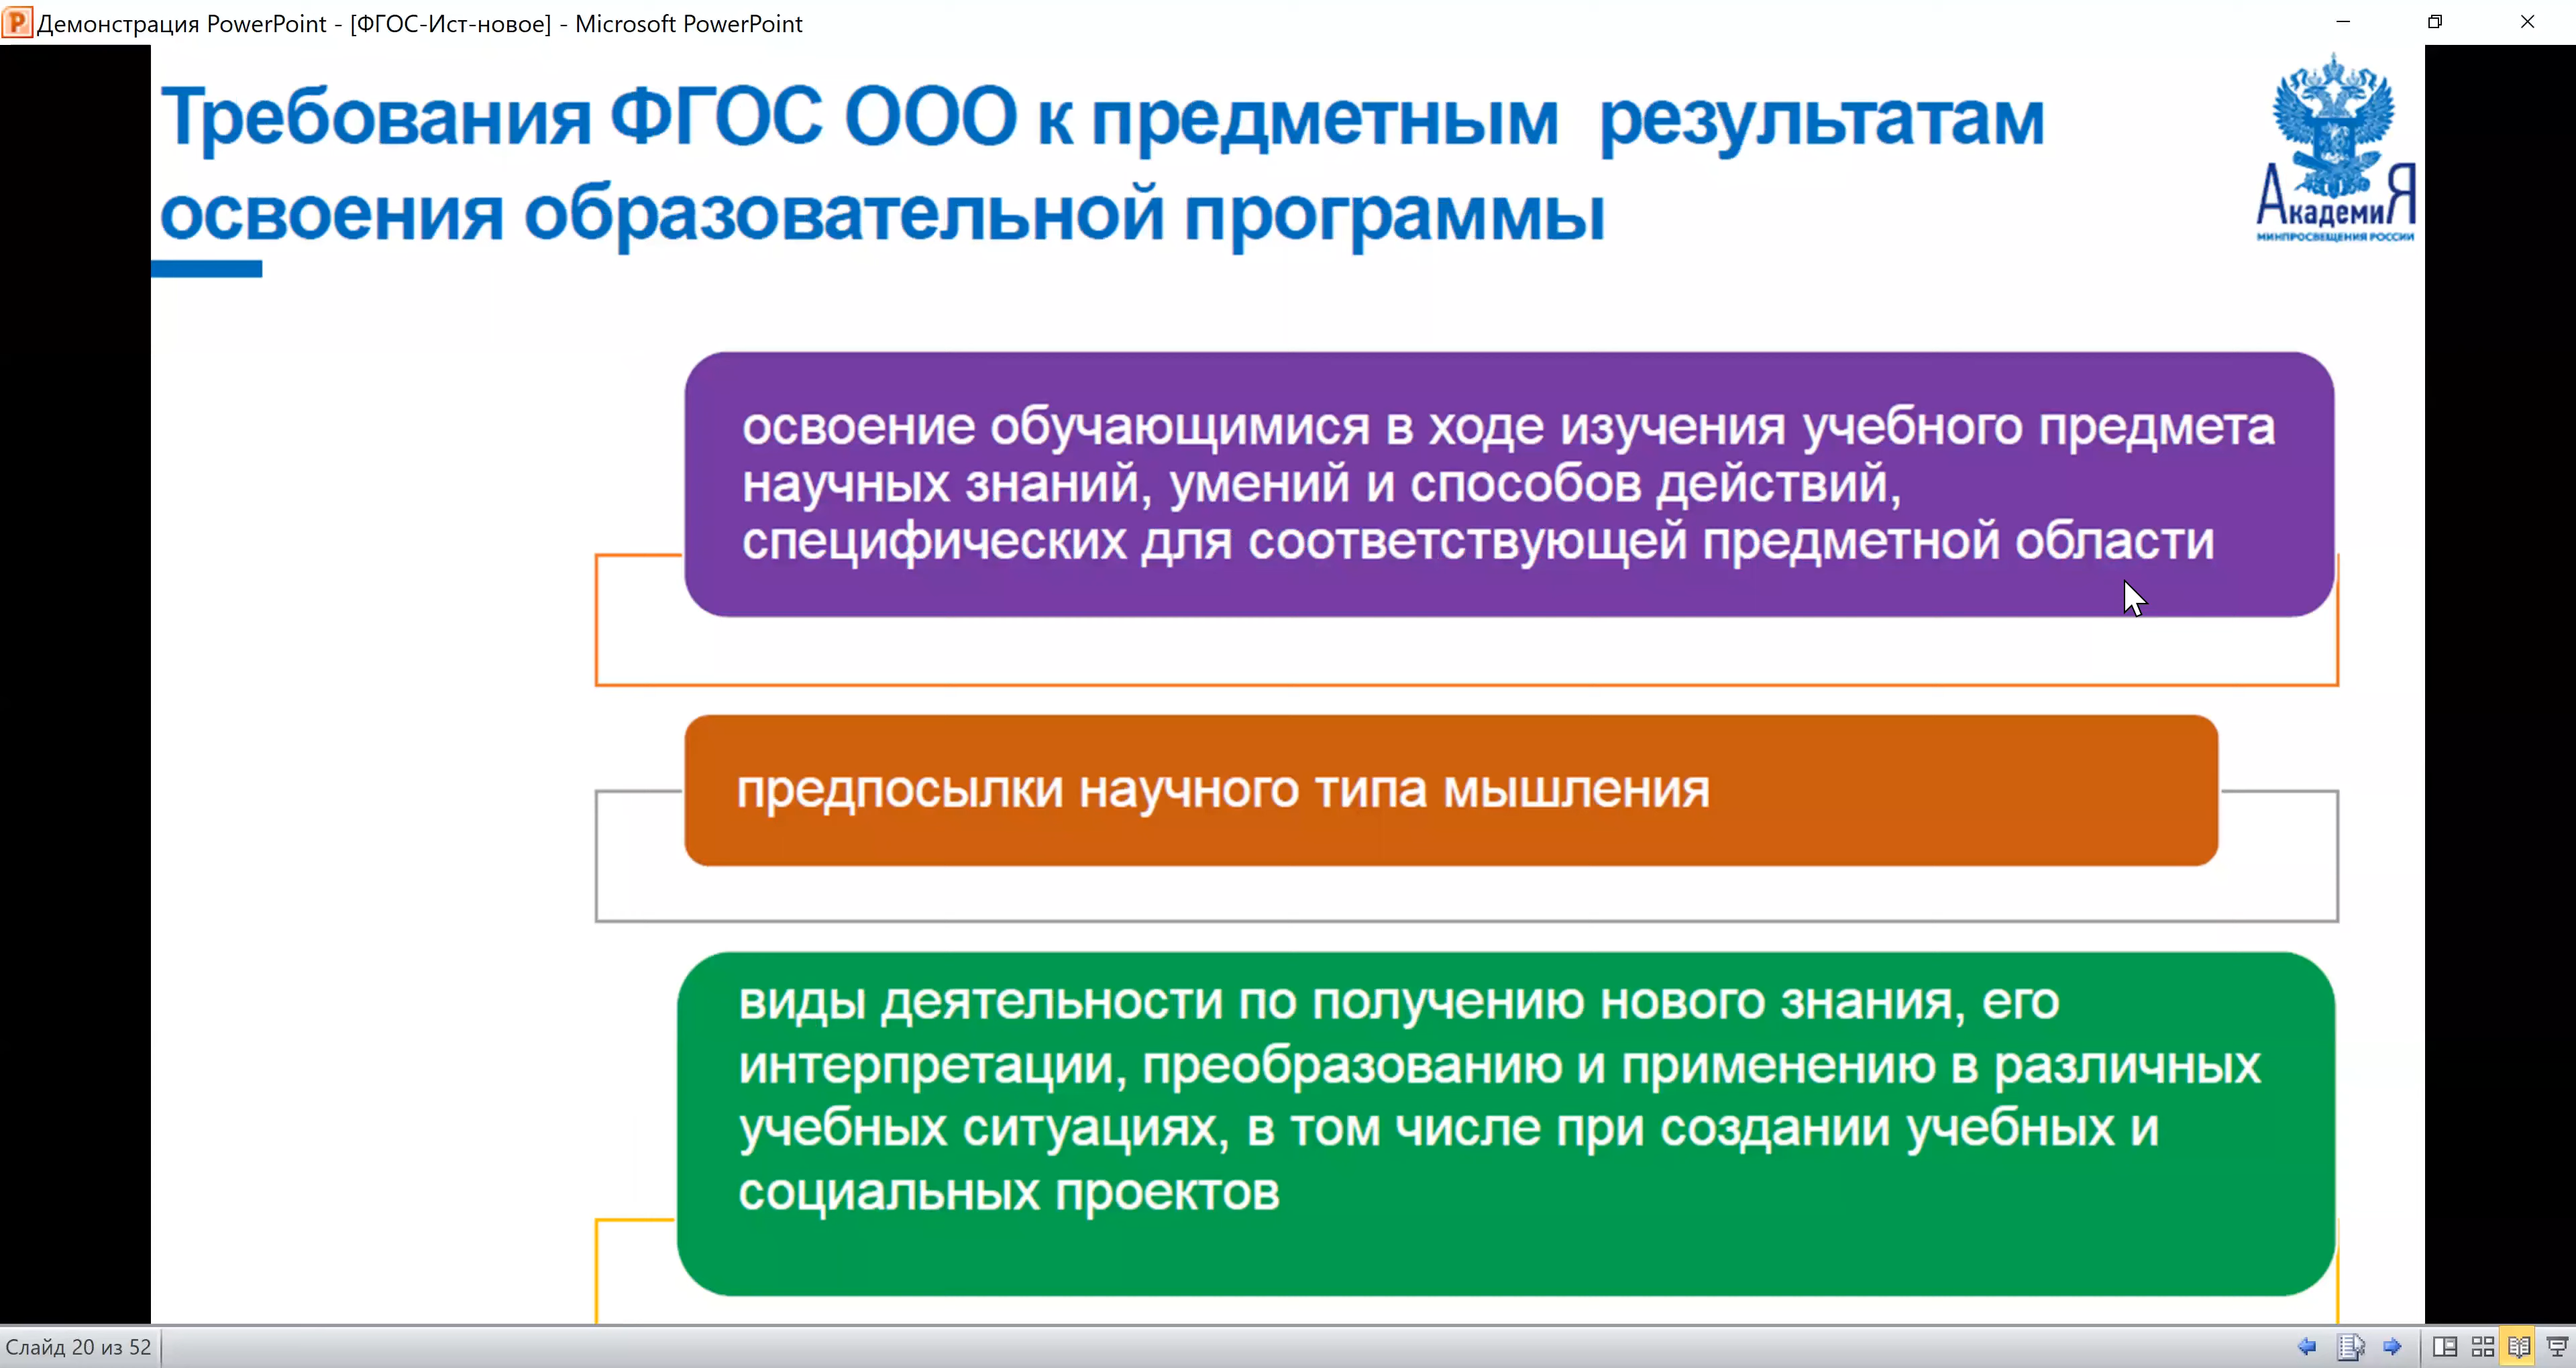 Демонстрация PowerPoint - [ФГОС-Ист-новое] - Microsoft PowerPoint
Требования ФГОС ООО к предметным результатам
освоения образовательной программы
АкадемиЯ
МИНПРОСВЕЩЕНИЯ РОССИИ
освоение обучающимися в ходе изучения учебного предмета
научных знаний, умений и способов действий,
специфических для соответствующей предметной области
предпосылки научного типа мышления
виды деятельности по получению нового знания, его
интерпретации, преобразованию и применению в различных
учебных ситуациях, в том числе при создании учебных и
социальных проектов
Слайд 20 из 52